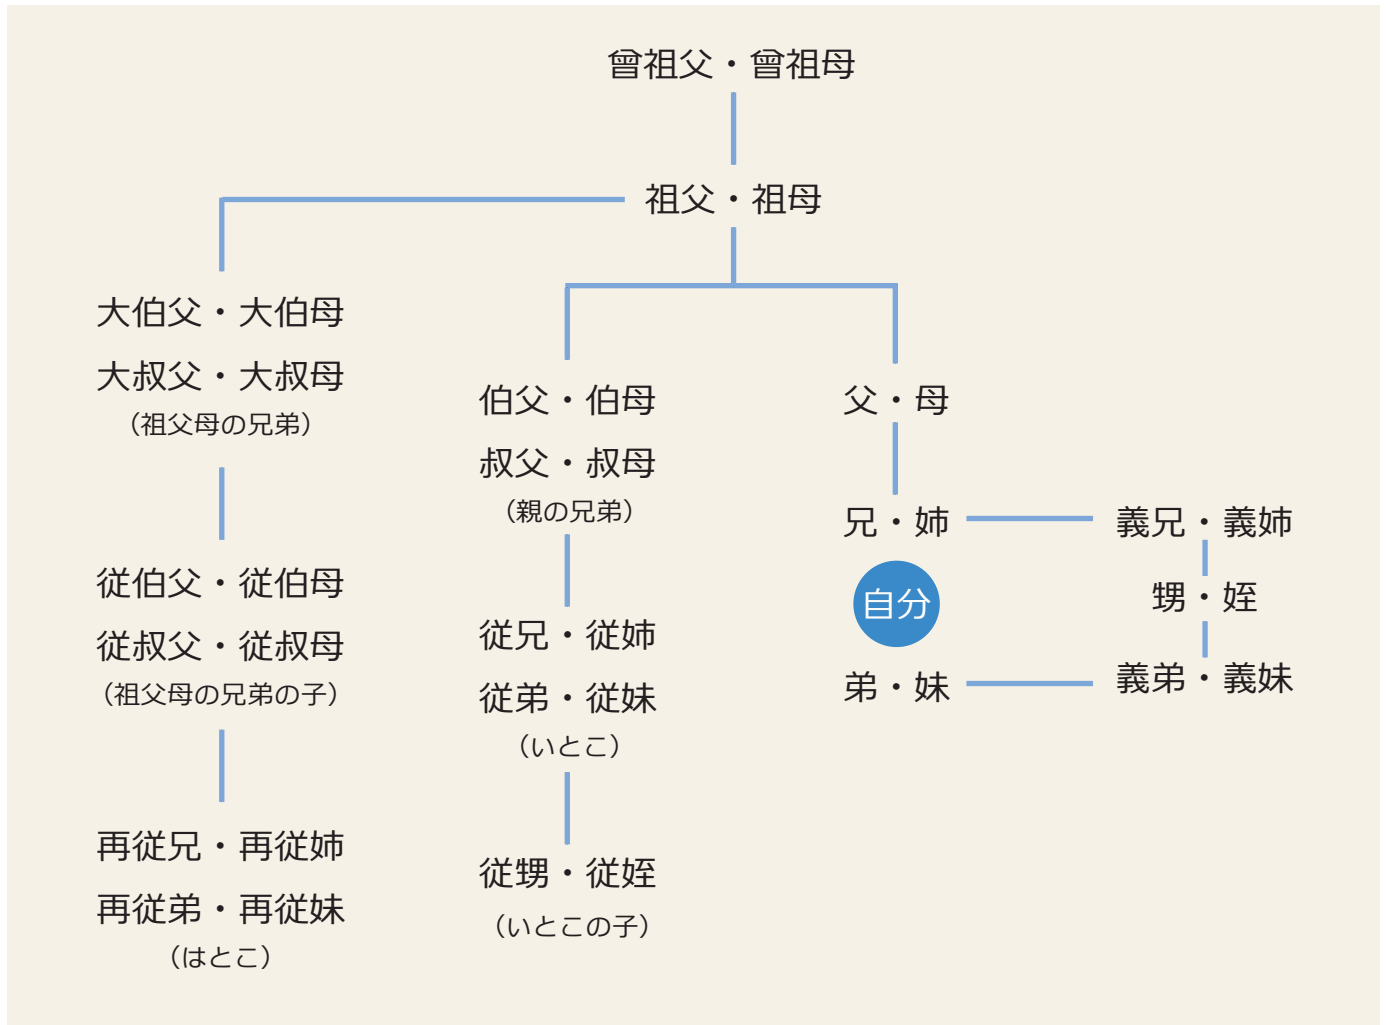 曾祖父・曾祖母
祖父・祖母
大伯父・大伯母
大叔父・大叔母
（祖父母の兄弟）
従伯父・従伯母
従叔父・従叔母
（祖父母の兄弟の子）
再従兄・再従姉
再従弟・再従妹
（はとこ）
伯父・伯母
叔父・叔母
（親の兄弟）
従兄・従姉
従弟・従妹
（いとこ）
従甥・従姪
（いとこの子）
父・母
兄・姉
自分
弟・妹
義兄・義姉
甥・姪
義弟・義妹